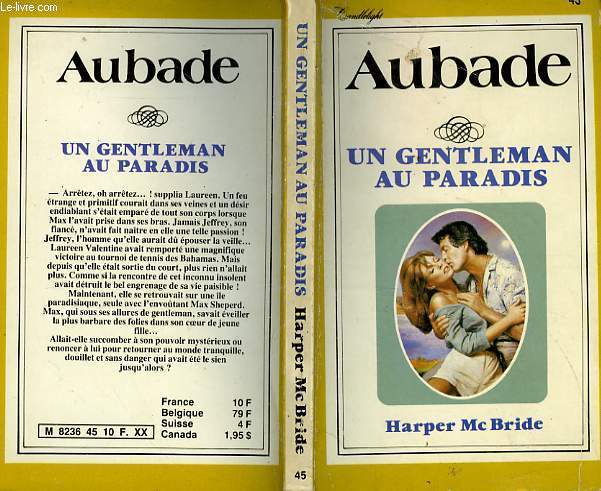 Le-livre.com
Aubade
UN GENTLEMAN
AU PARADIS
— Arrêtez, oh arrêtez... ! supplia Laureen. Un feu
étrange et primitif courait dans ses veines et un désir
endiablant s'était emparé de tout son corps lorsque
Max l'avait prise dans ses bras. Jamais Jeffrey, son
fiancé, n'avait fait naitre en elle une telle passion !
Jeffrey, l'homme qu'elle aurait dû épouser la veille...
Laureen Valentine avait remporté une magnifique
victoire au tournoi de tennis des Bahamas. Mais
depuis qu'elle était sortie du court, plus rien n'allait
plus. Comme si la rencontre de cet inconnu insolent
avait détruit le bel engrenage de sa vie paisible !
Maintenant, elle se retrouvait sur une île
paradisiaque, seule avec l'envoûtant Max Sheperd.
Max, qui sous ses allures de gentleman, savait éveiller
la plus barbare des folies dans son cœur de jeune
fille...
Allait-elle succomber à son pouvoir mystérieux ou
renoncer à lui pour retourner au monde tranquille,
douillet et sans danger qui avait été le sien
jusqu'alors ?
France 10 F
Belgique 79 F
Suisse 4 F
Canada 1,95 $
M 8236 45 10 F. XX
UN GENTLEMAN AU PARADIS Harper Mc Bride
45
Candlelight
45
Aubade
UN GENTLEMAN
AU PARADIS
Harper Mc Bride